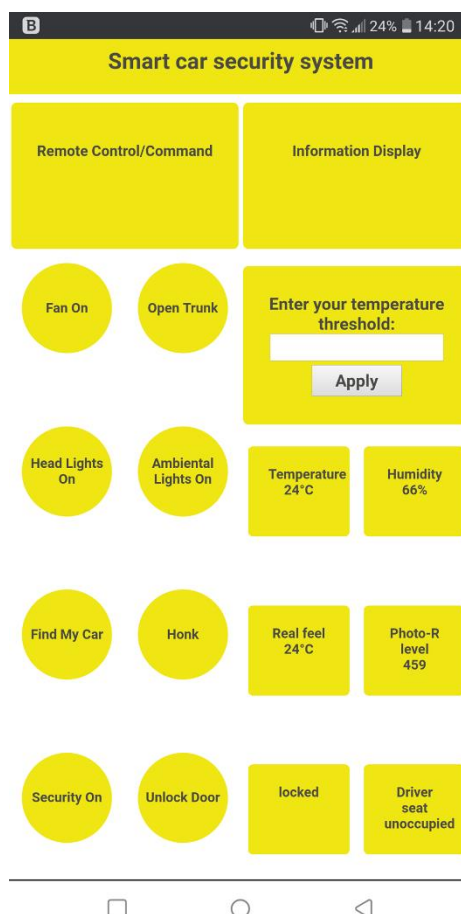 B 24% 14:20
Smart car security system
Remote Control/Command
Information Display
Fan On
Open Trunk
Enter your temperature
threshold:
Apply
Head Lights
On
Ambiental
Lights On
Temperature
24°C
Humidity
66%
Find My Car
Honk
Real feel
24°C
Photo-R
level
459
Security On
Unlock Door
locked
Driver
seat
unoccupied